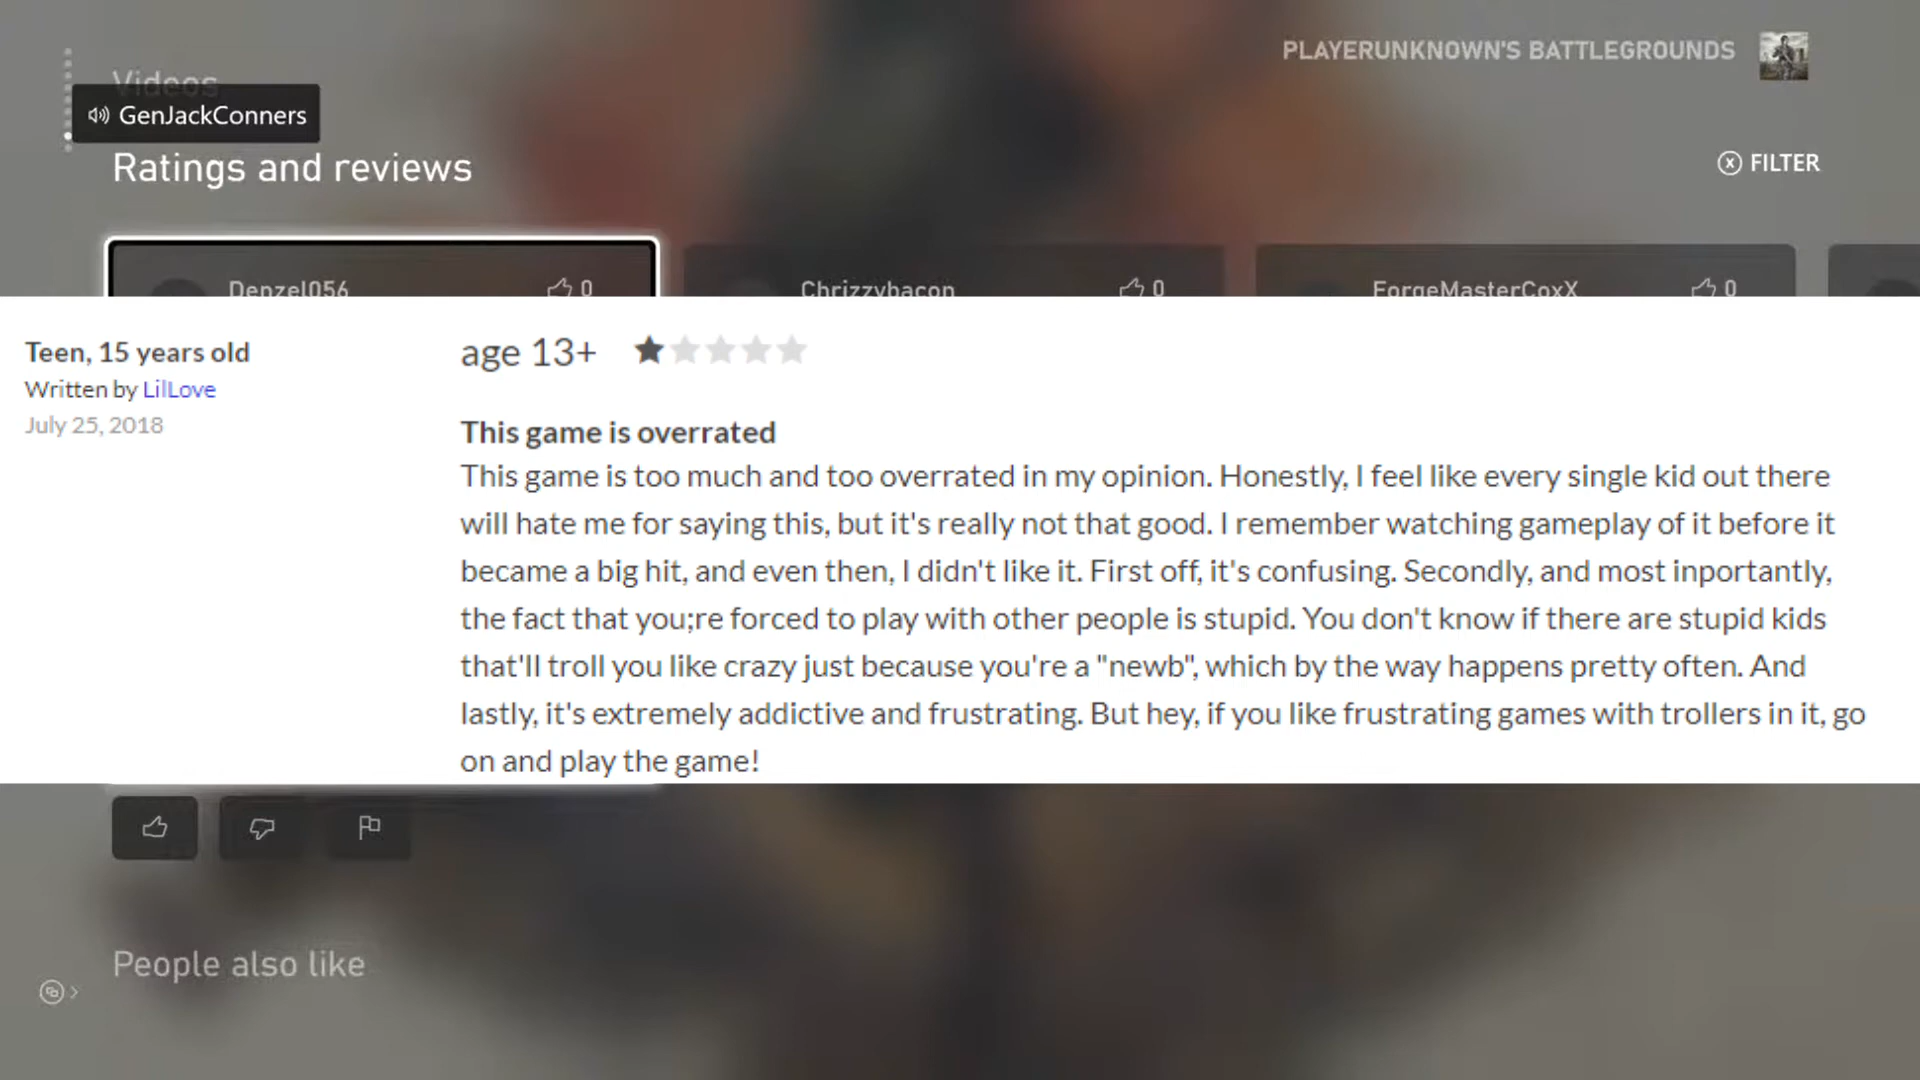 PLAYERUNKNOWN'S BATTLEGROUNDS
Videos
GenJackConners
Ratings and reviews
FILTER
Denzel056 0
Chrizzybacon 0
ForgeMasterCoxX 0
Teen, 15 years old
Written by LilLove
July 25, 2018
age 13+
This game is overrated
This game is too much and too overrated in my opinion. Honestly, I feel like every single kid out there
will hate me for saying this, but it's really not that good. I remember watching gameplay of it before it
became a big hit, and even then, I didn't like it. First off, it's confusing. Secondly, and most inportantly,
the fact that you;re forced to play with other people is stupid. You don't know if there are stupid kids
that'll troll you like crazy just because you're a "newb", which by the way happens pretty often. And
lastly, it's extremely addictive and frustrating. But hey, if you like frustrating games with trollers in it, go
on and play the game!
People also like